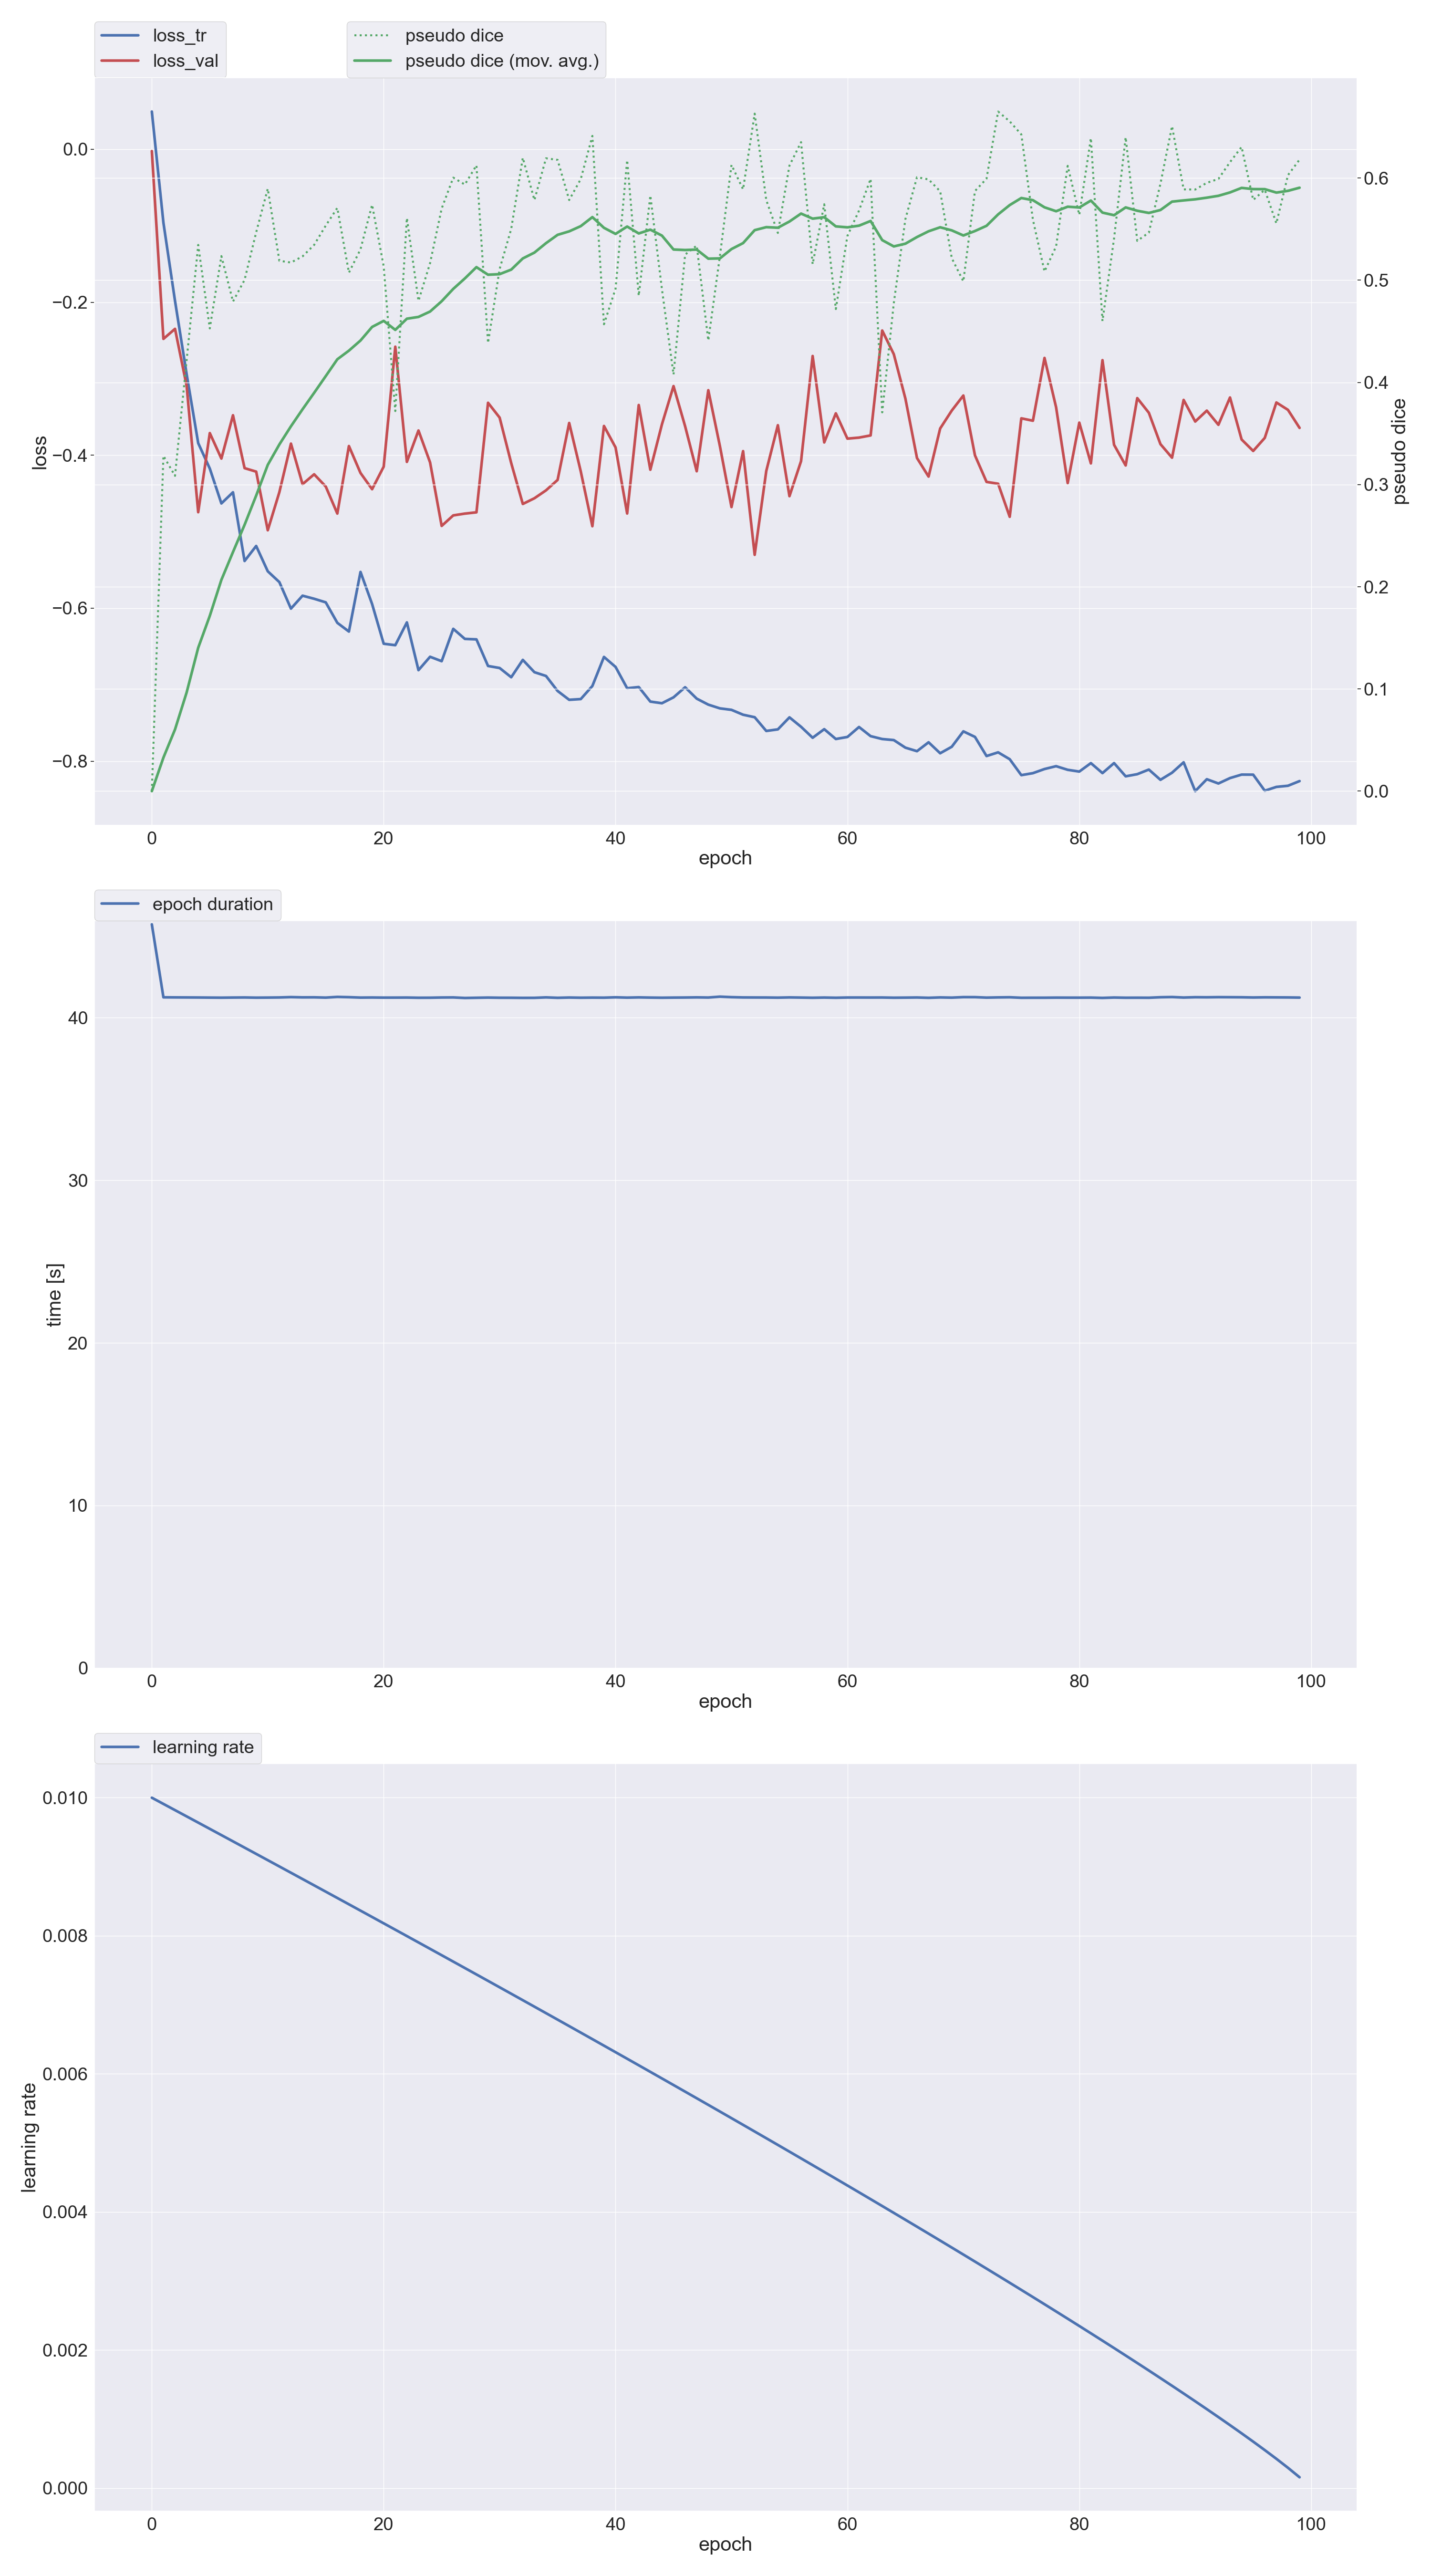 loss_tr
loss_val
pseudo dice
pseudo dice (mov. avg.)
0.0
−0.2
−0.4
−0.6
−0.8
loss
0.6
0.5
0.4
0.3
0.2
0.1
0.0
pseudo dice
0 20 40 60 80 100
epoch
epoch duration
40
30
20
10
0
time [s]
0 20 40 60 80 100
epoch
learning rate
0.010
0.008
0.006
0.004
0.002
0.000
learning rate
0 20 40 60 80 100
epoch